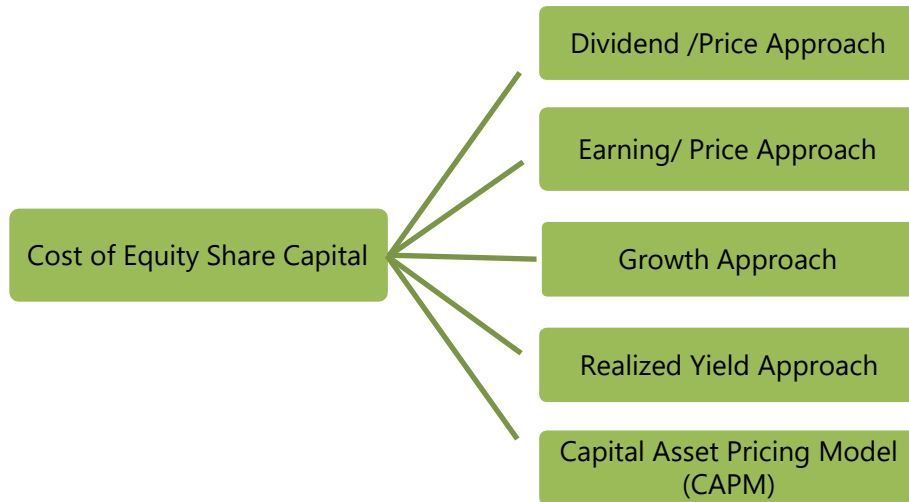 Dividend /Price Approach
Earning/ Price Approach
Cost of Equity Share Capital
Growth Approach
Realized Yield Approach
Capital Asset Pricing Model
(CAPM)